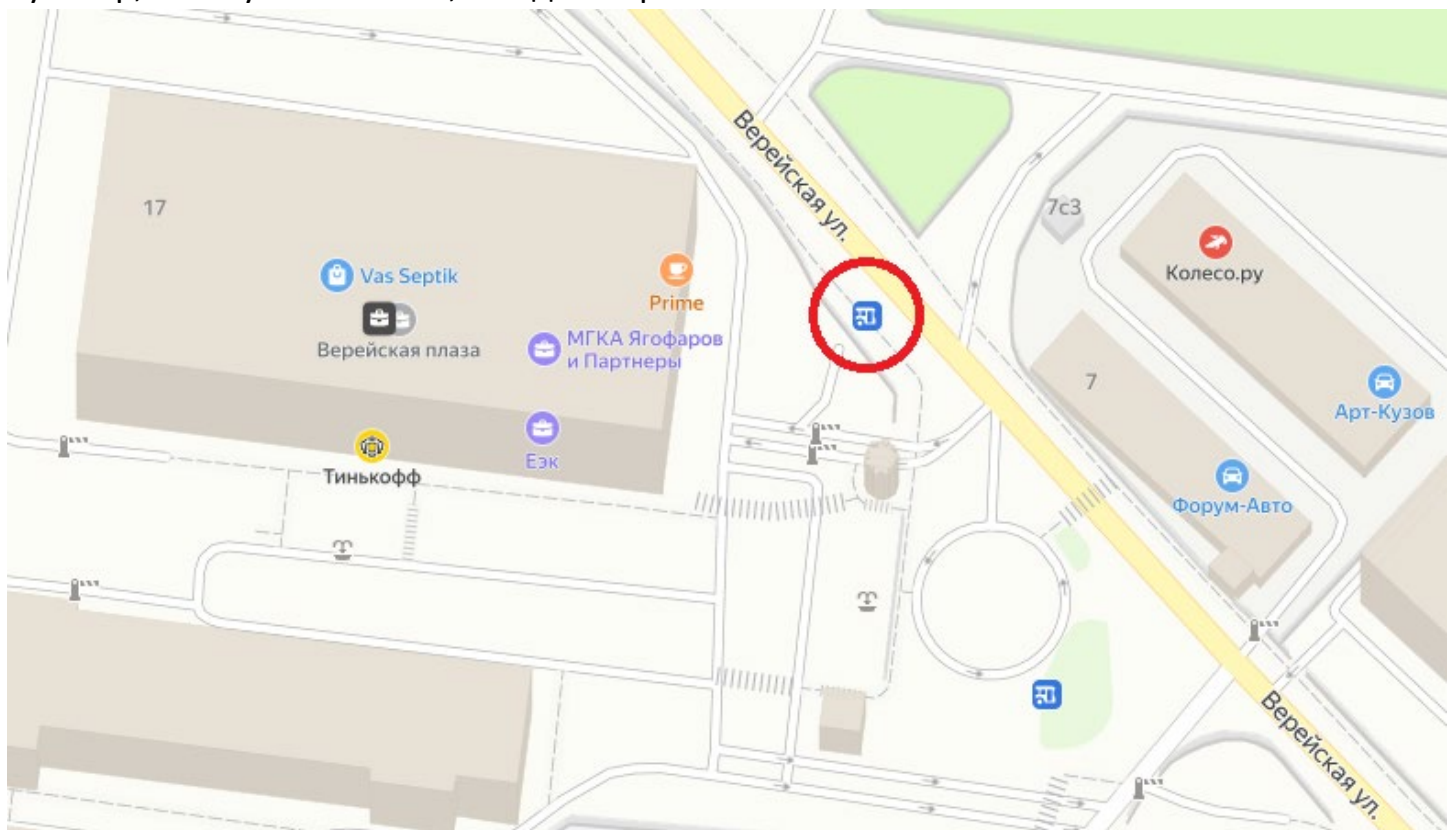 Верейская ул.
17
7с3
Vas Septik
Prime
Колесо.ру
Верейская плаза
МГКА Ягофаров
и Партнеры
7
Арт-Кузов
Еэк
Тинькофф
Форум-Авто
Верейская ул.